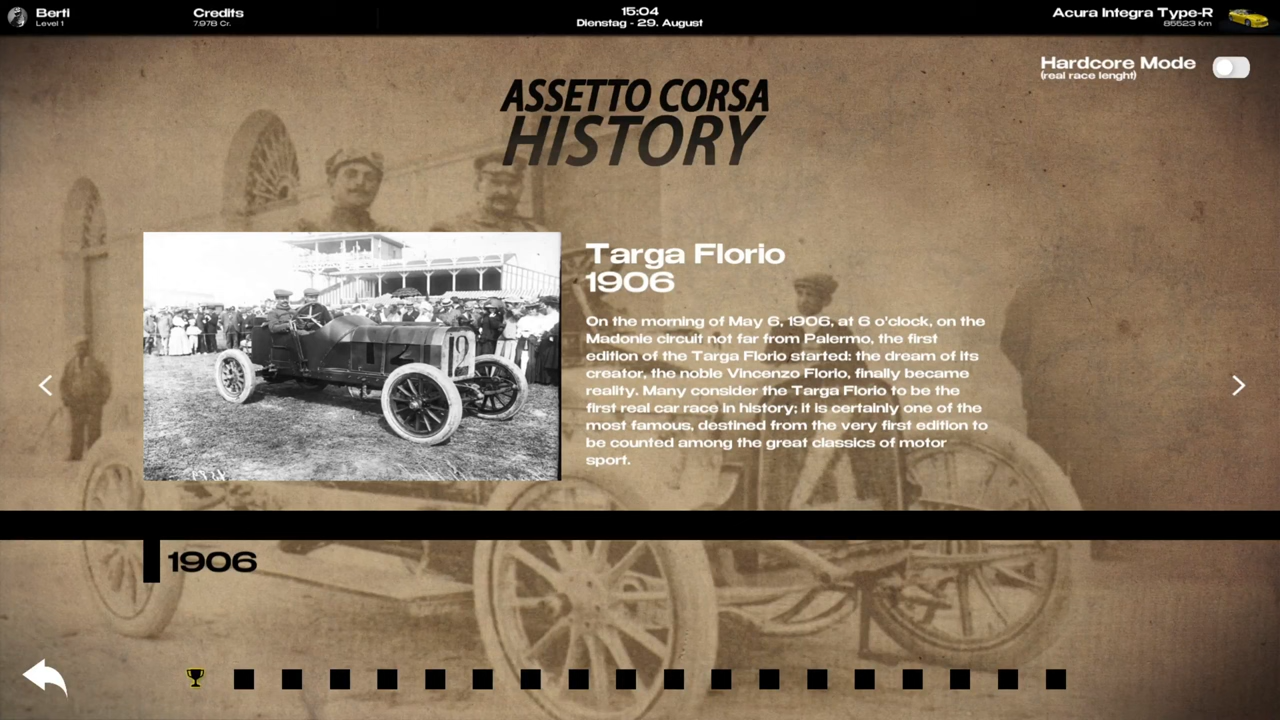 Berti
Level 1
Credits
7.97B Cr.
15:04
Dienstag - 29. August
Acura Integra Type-R
85523 Km
Hardcore Mode
(real race lenght)
ASSETTO CORSA
HISTORY
Targa Florio
1906
On the morning of May 6, 1906, at 6 o'clock, on the
Madonie circuit not far from Palermo, the first
edition of the Targa Florio started: the dream of its
creator, the noble Vincenzo Florio, finally became
reality. Many consider the Targa Florio to be the
first real car race in history; it is certainly one of the
most famous, destined from the very first edition to
be counted among the great classics of motor
sport.
1906